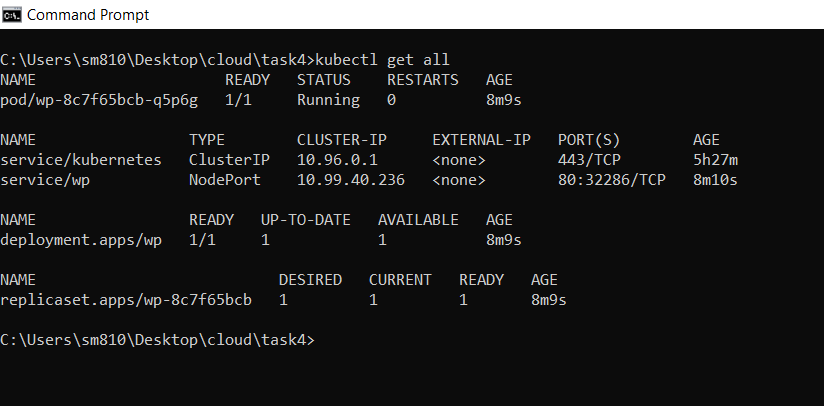 Command Prompt
C:\Users\sm810\Desktop\cloud\task4>kubectl get all
NAME                     READY   STATUS    RESTARTS   AGE
pod/wp-8c7f65bcb-q5p6g   1/1     Running   0          8m9s
NAME                 TYPE        CLUSTER-IP     EXTERNAL-IP   PORT(S)        AGE
service/kubernetes   ClusterIP   10.96.0.1      <none>        443/TCP        5h27m
service/wp           NodePort    10.99.40.236   <none>        80:32286/TCP   8m10s
NAME                 READY   UP-TO-DATE   AVAILABLE   AGE
deployment.apps/wp   1/1     1            1           8m9s
NAME                           DESIRED   CURRENT   READY   AGE
replicaset.apps/wp-8c7f65bcb   1         1         1       8m9s
C:\Users\sm810\Desktop\cloud\task4>